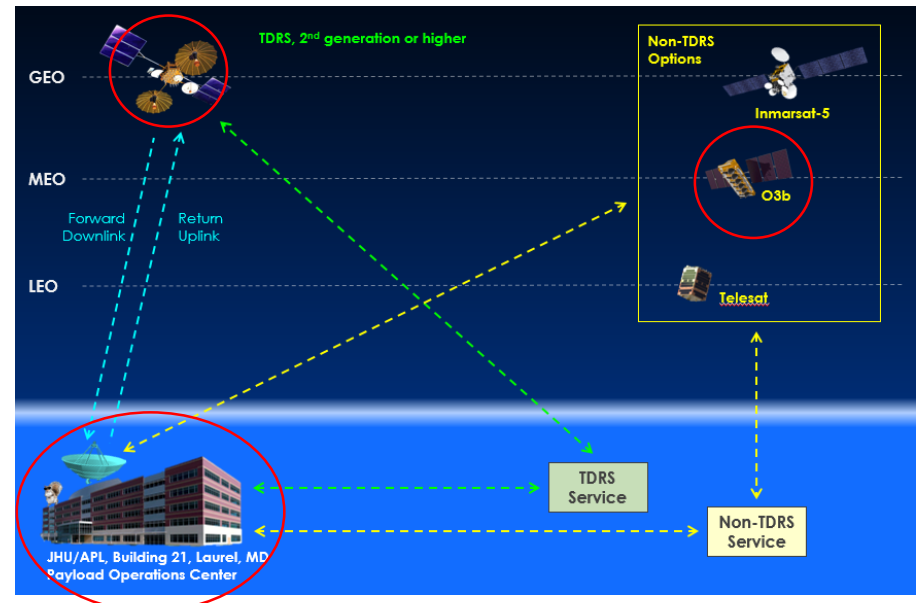 TDRS, 2nd generation or higher
Non-TDRS
Options
GEO
Inmarsat-5
MEO
O3b
Forward
Downlink
Return
Uplink
LEO
Telesat
TDRS
Service
Non-TDRS
Service
JHU/APL, Building 21, Laurel, MD
Payload Operations Center